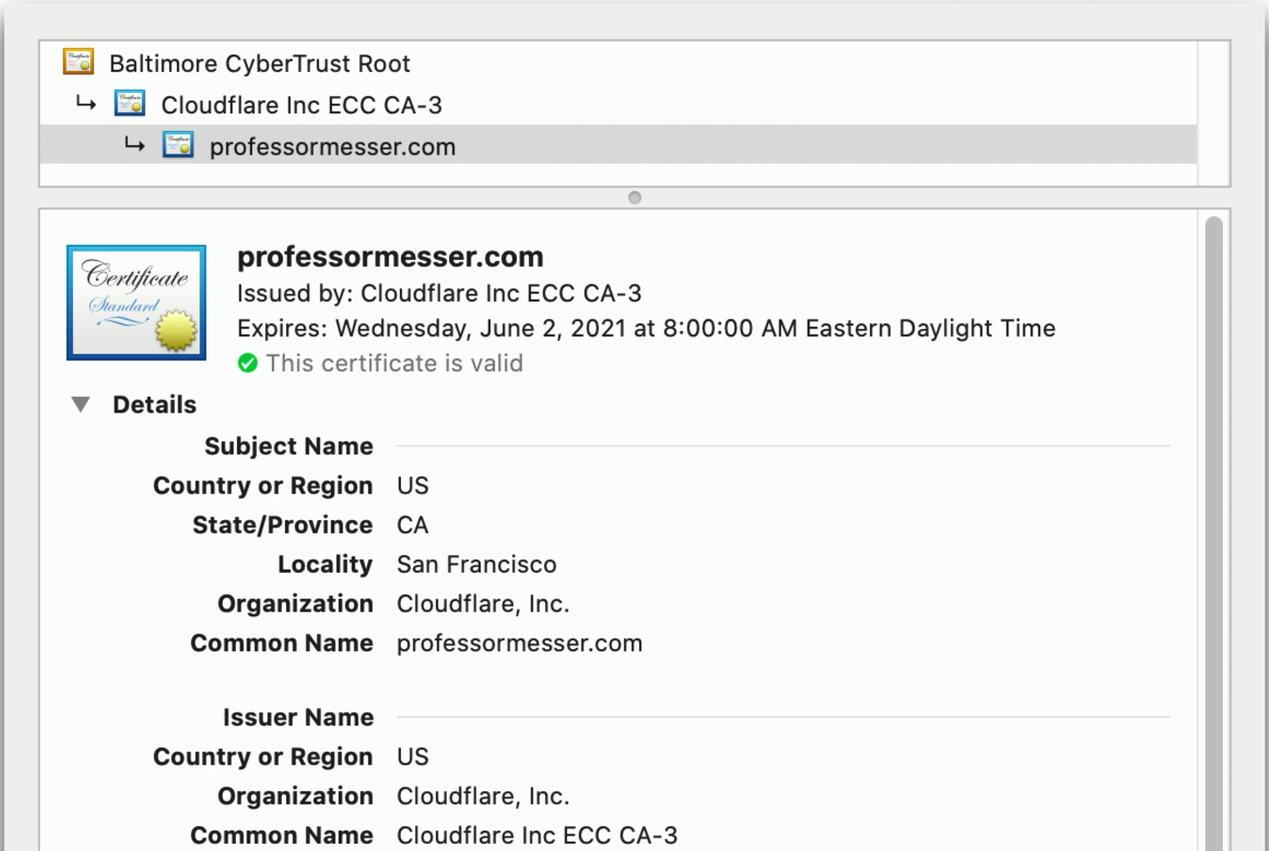 Baltimore CyberTrust Root
↳ Cloudflare Inc ECC CA-3
↳ professormesser.com
Certificate
Standard
professormesser.com
Issued by: Cloudflare Inc ECC CA-3
Expires: Wednesday, June 2, 2021 at 8:00:00 AM Eastern Daylight Time
This certificate is valid
Details
Subject Name
Country or Region US
State/Province CA
Locality San Francisco
Organization Cloudflare, Inc.
Common Name professormesser.com
Issuer Name
Country or Region US
Organization Cloudflare, Inc.
Common Name Cloudflare Inc ECC CA-3